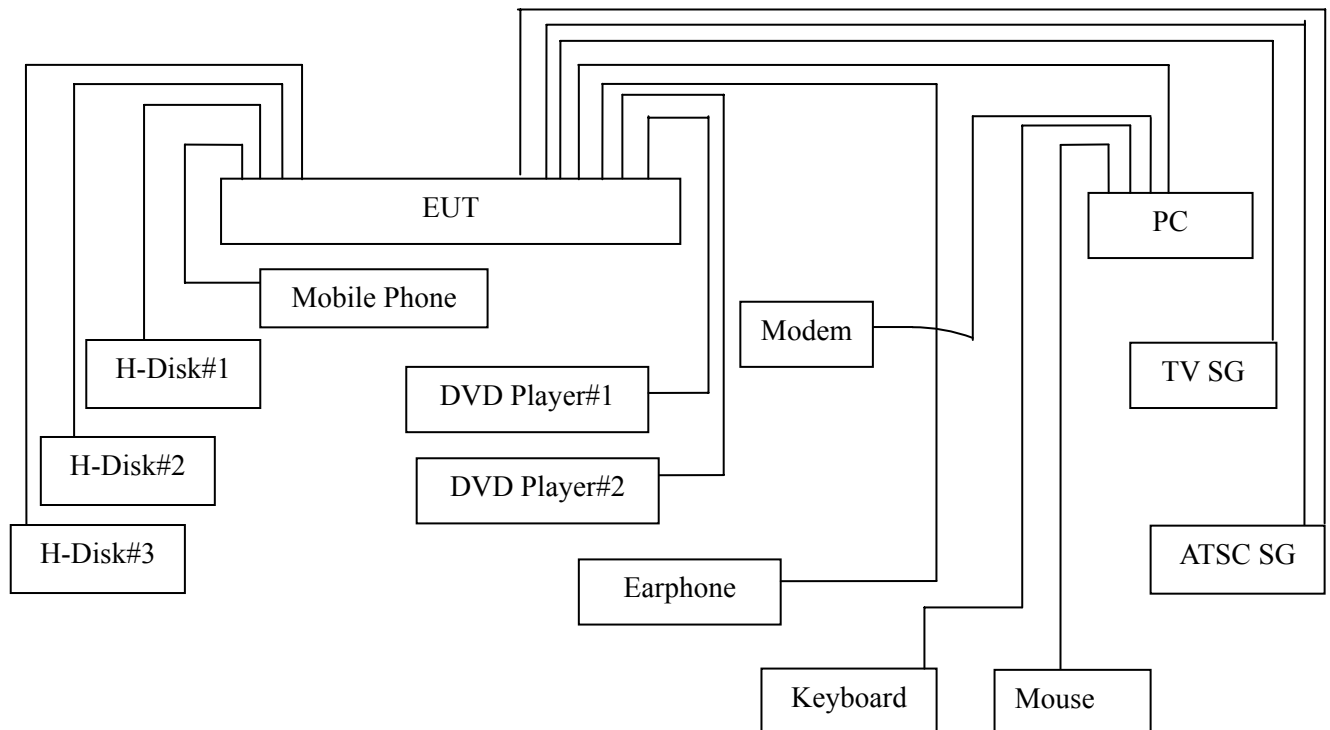 EUT
PC
Mobile Phone
Modem
H-Disk#1
TV SG
DVD Player#1
H-Disk#2
DVD Player#2
H-Disk#3
ATSC SG
Earphone
Keyboard
Mouse